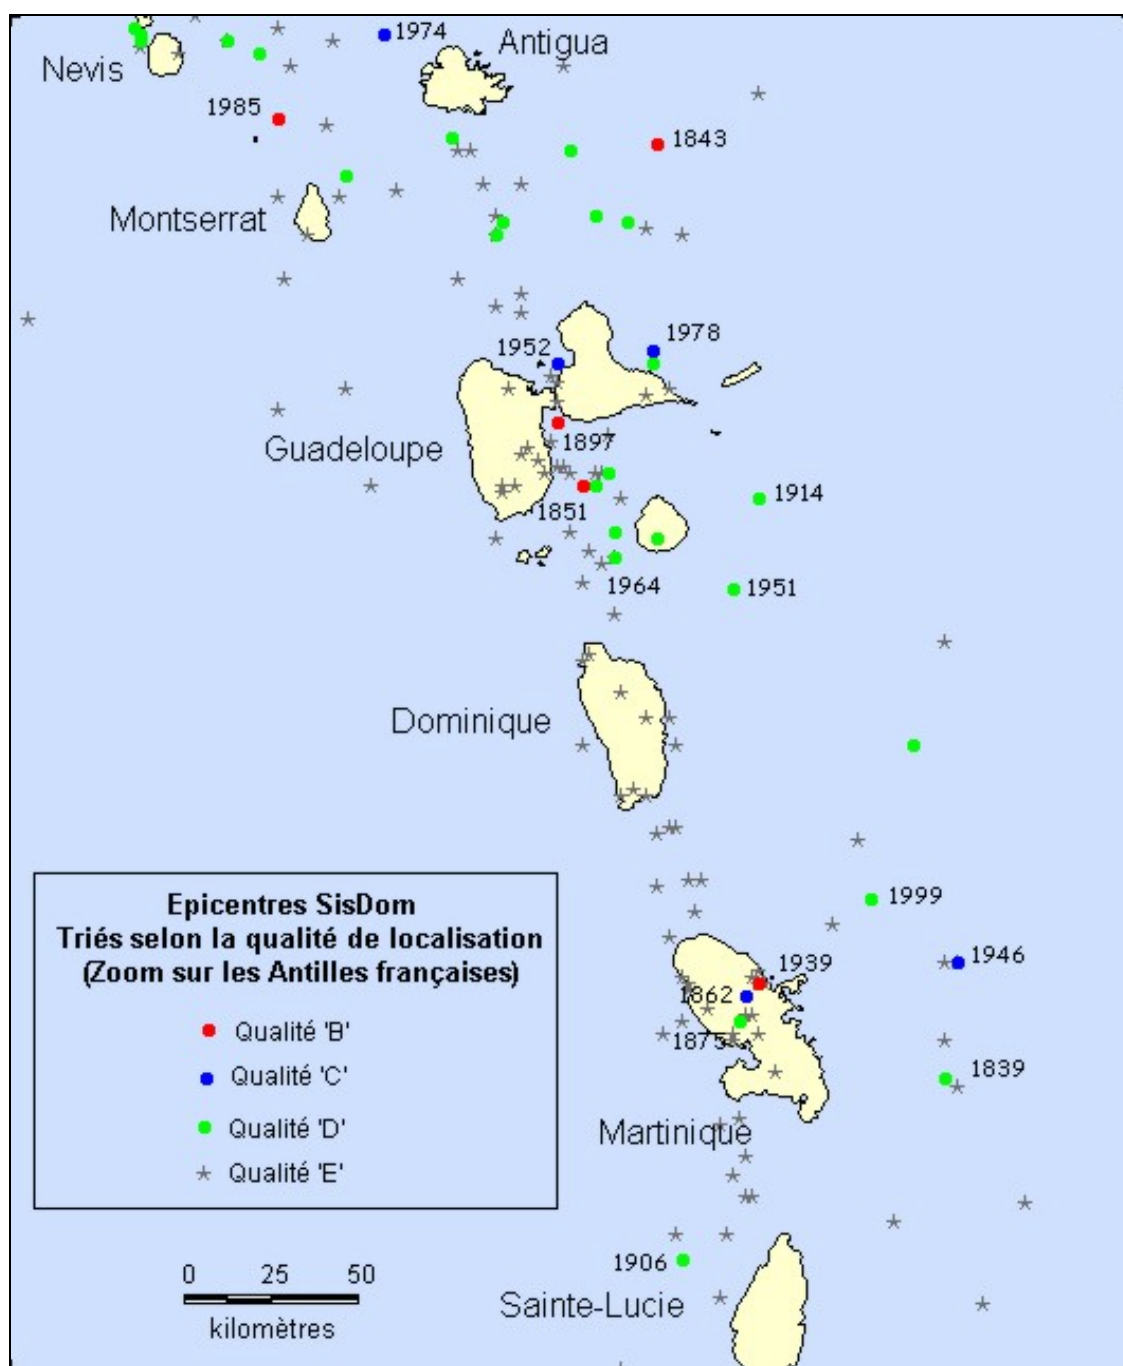 1974
Antigua
Nevis
1985
1843
Montserrat
1952
1978
Guadeloupe
1897
1851
1914
1964
1951
Dominique
Epicentres SisDom
Triés selon la qualité de localisation
(Zoom sur les Antilles françaises)
Qualité 'B'
Qualité 'C'
Qualité 'D'
Qualité 'E'
1999
1939
1946
1862
1875
1839
Martinique
1906
Sainte-Lucie
0 25 50
kilomètres